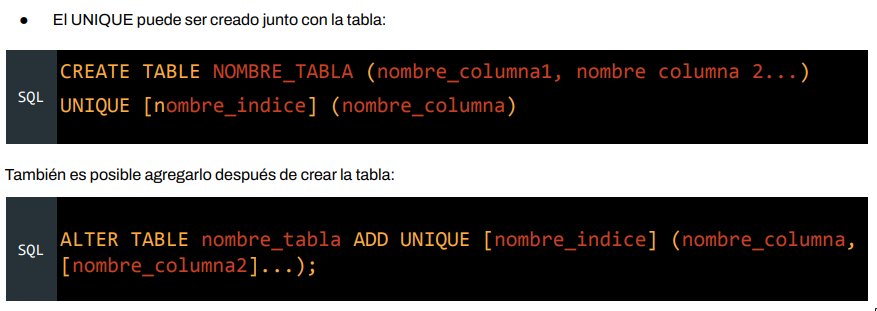 ● El UNIQUE puede ser creado junto con la tabla:
SQL
CREATE TABLE NOMBRE_TABLA (nombre_columna1, nombre columna 2...)
UNIQUE [nombre_indice] (nombre_columna)
También es posible agregarlo después de crear la tabla:
SQL
ALTER TABLE nombre_tabla ADD UNIQUE [nombre_indice] (nombre_columna,
[nombre_columna2]...);